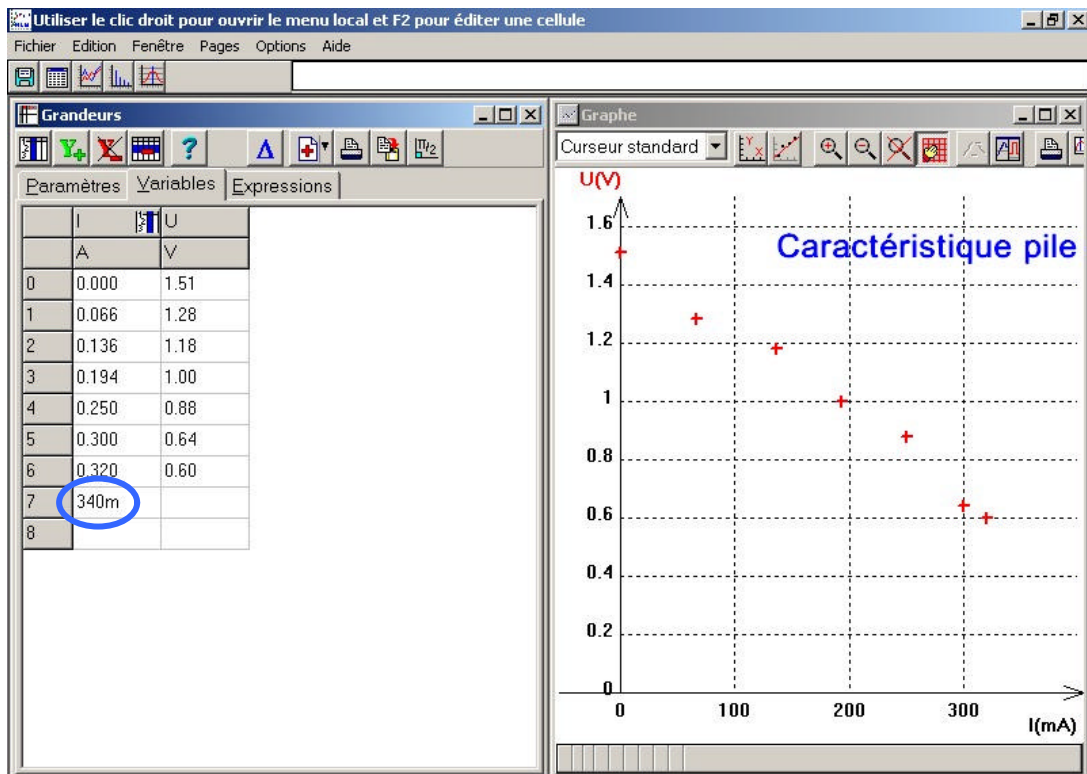 Utiliser le clic droit pour ouvrir le menu local et F2 pour éditer une cellule
Fichier Edition Fenêtre Pages Options Aide
Grandeurs
Paramètres Variables Expressions
I U
A V
0 0.000 1.51
1 0.066 1.28
2 0.136 1.18
3 0.194 1.00
4 0.250 0.88
5 0.300 0.64
6 0.320 0.60
7 340m
8
Graphe
Curseur standard
U(V)
Caractéristique pile
1.6
1.4
1.2
1
0.8
0.6
0.4
0.2
0
0 100 200 300
I(mA)